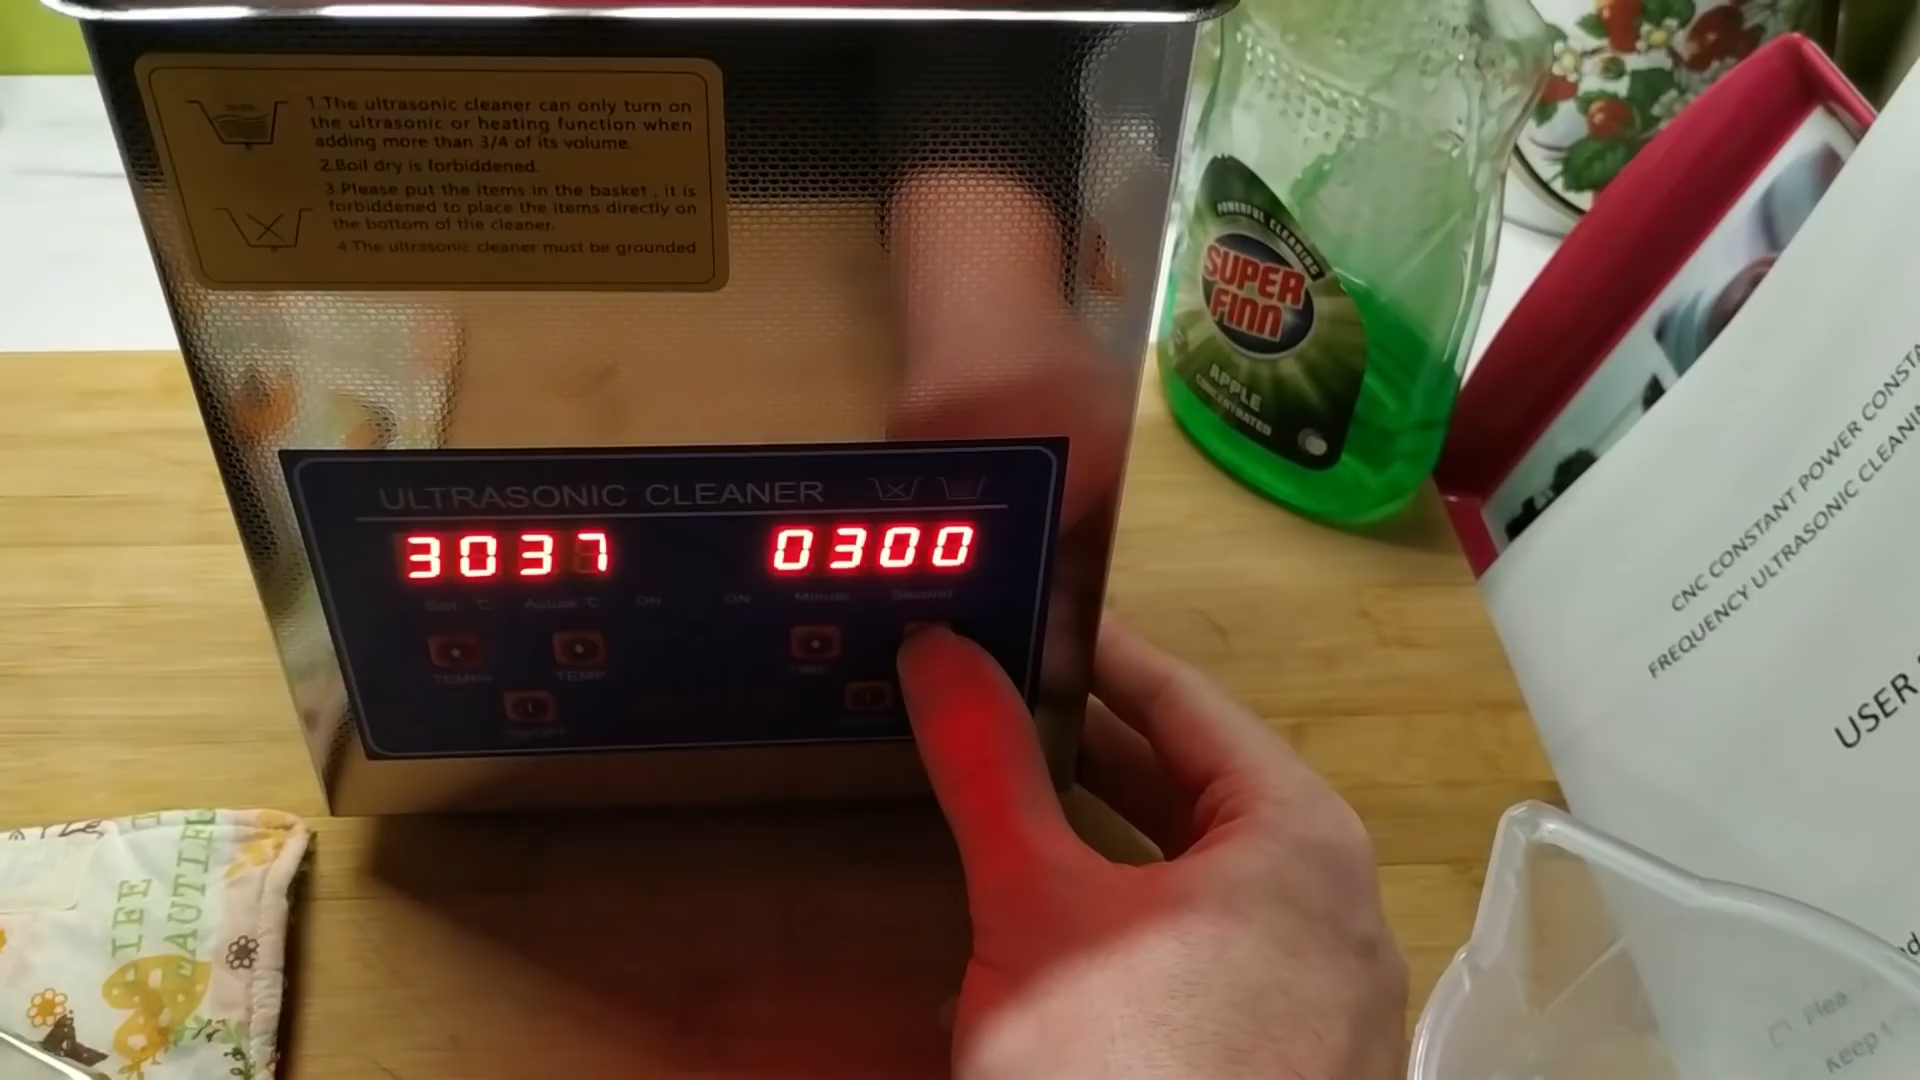 1.The ultrasonic cleaner can only turn on
the ultrasonic or heating function when
adding more than 3/4 of its volume.
2.Boil dry is forbiddened.
3.Please put the items in the basket , it is
forbiddened to place the items directly on
the bottom of the cleaner.
4 The ultrasonic cleaner must be grounded
ULTRASONIC CLEANER
3037 0300
Set °C Actual °C ON ON Minute Second
TEMP+ TEMP-
POWERFUL CLEANING
SUPER
FINN
APPLE
CONCENTRATED
CNC CONSTANT POWER
FREQUENCY ULTRASONIC
USER
Keep
LIFE